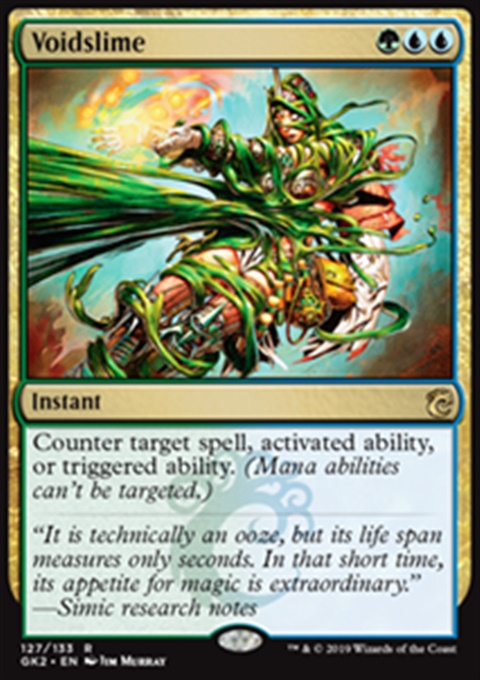 Voidslime
Instant
Counter target spell, activated ability,
or triggered ability. (Mana abilities
can't be targeted.)
“It is technically an ooze, but its life span
measures only seconds. In that short time,
its appetite for magic is extraordinary.”
—Simic research notes
127/133 R
GK2 • EN Jim Murray
™ & © 2019 Wizards of the Coast